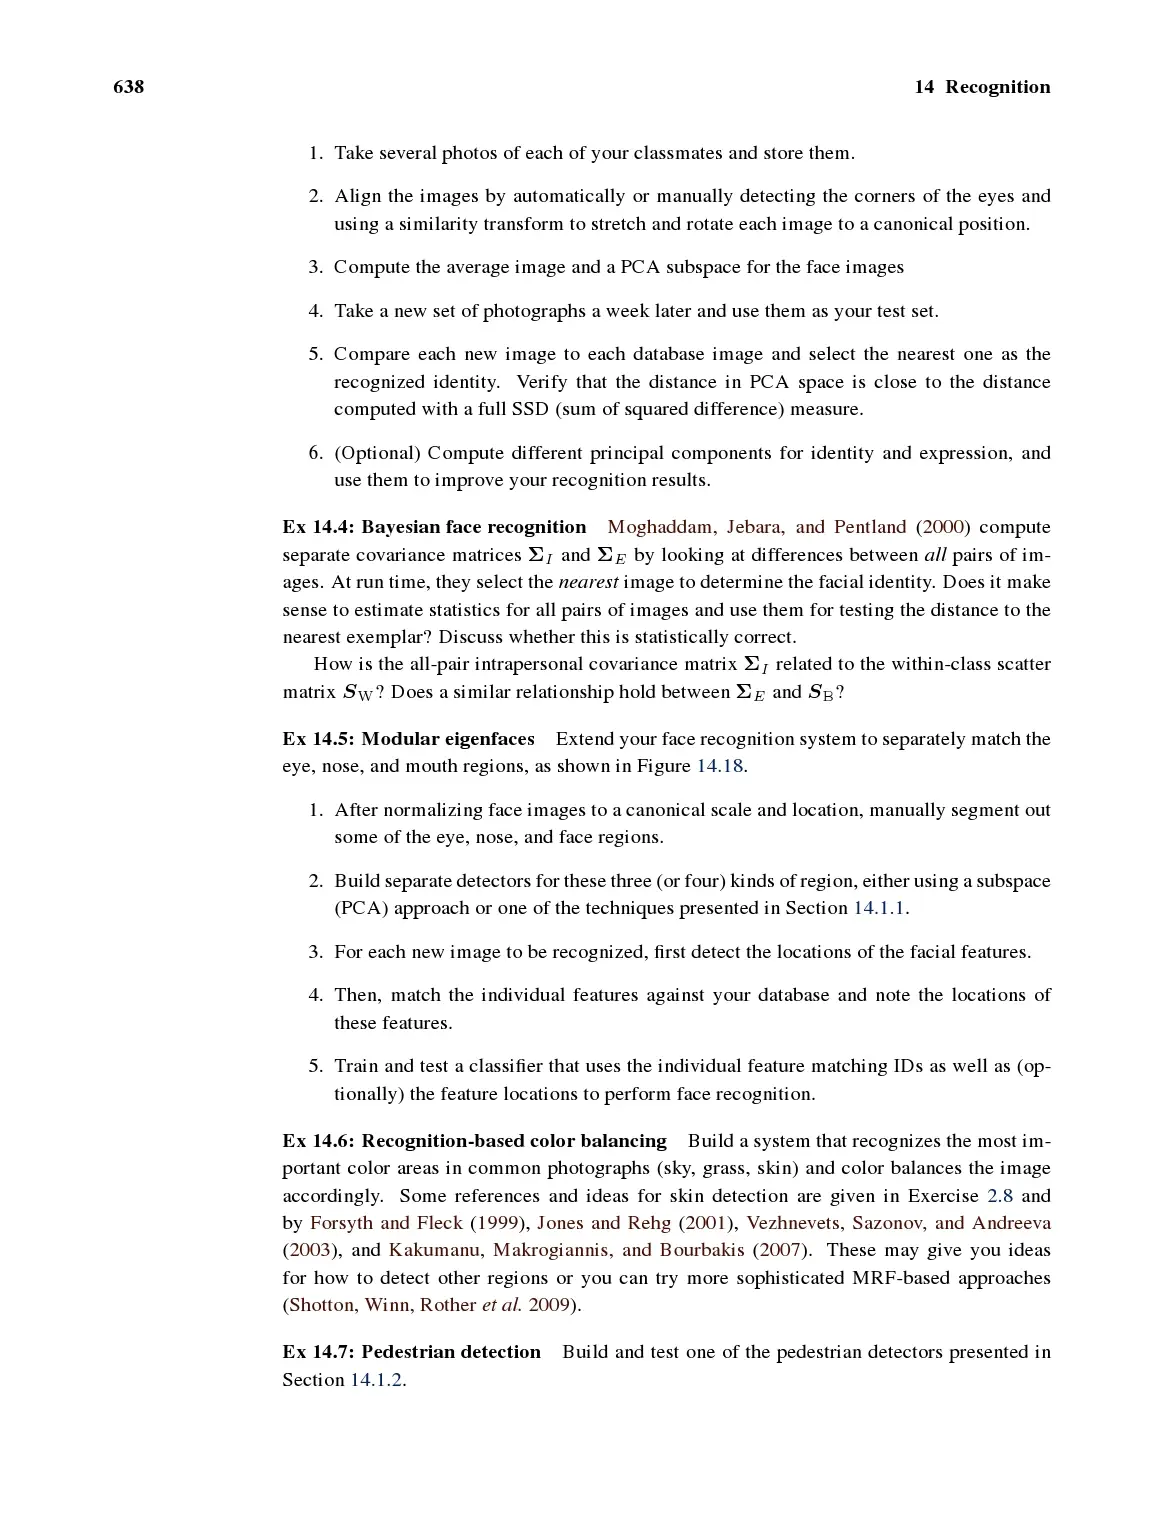 638 14 Recognition
1. Take several photos of each of your classmates and store them.
2. Align the images by automatically or manually detecting the corners of the eyes and
using a similarity transform to stretch and rotate each image to a canonical position.
3. Compute the average image and a PCA subspace for the face images
4. Take a new set of photographs a week later and use them as your test set.
5. Compare each new image to each database image and select the nearest one as the
recognized identity. Verify that the distance in PCA space is close to the distance
computed with a full SSD (sum of squared difference) measure.
6. (Optional) Compute different principal components for identity and expression, and
use them to improve your recognition results.
Ex 14.4: Bayesian face recognition Moghaddam, Jebara, and Pentland (2000) compute
separate covariance matrices Σ_I and Σ_E by looking at differences between all pairs of im-
ages. At run time, they select the nearest image to determine the facial identity. Does it make
sense to estimate statistics for all pairs of images and use them for testing the distance to the
nearest exemplar? Discuss whether this is statistically correct.
How is the all-pair intrapersonal covariance matrix Σ_I related to the within-class scatter
matrix S_W? Does a similar relationship hold between Σ_E and S_B?
Ex 14.5: Modular eigenfaces Extend your face recognition system to separately match the
eye, nose, and mouth regions, as shown in Figure 14.18.
1. After normalizing face images to a canonical scale and location, manually segment out
some of the eye, nose, and face regions.
2. Build separate detectors for these three (or four) kinds of region, either using a subspace
(PCA) approach or one of the techniques presented in Section 14.1.1.
3. For each new image to be recognized, first detect the locations of the facial features.
4. Then, match the individual features against your database and note the locations of
these features.
5. Train and test a classifier that uses the individual feature matching IDs as well as (op-
tionally) the feature locations to perform face recognition.
Ex 14.6: Recognition-based color balancing Build a system that recognizes the most im-
portant color areas in common photographs (sky, grass, skin) and color balances the image
accordingly. Some references and ideas for skin detection are given in Exercise 2.8 and
by Forsyth and Fleck (1999), Jones and Rehg (2001), Vezhnevets, Sazonov, and Andreeva
(2003), and Kakumanu, Makrogiannis, and Bourbakis (2007). These may give you ideas
for how to detect other regions or you can try more sophisticated MRF-based approaches
(Shotton, Winn, Rother et al. 2009).
Ex 14.7: Pedestrian detection Build and test one of the pedestrian detectors presented in
Section 14.1.2.